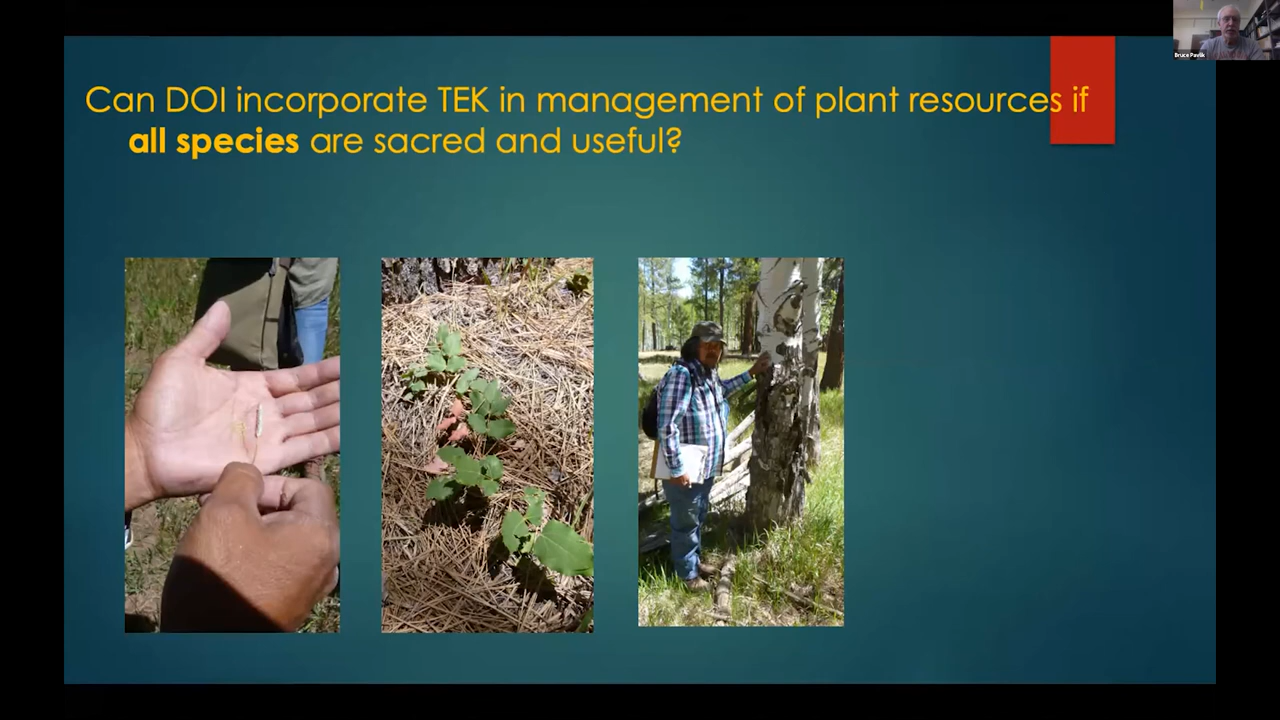 Can DOI incorporate TEK in management of plant resources if
all species are sacred and useful?
Bruce Pavlik